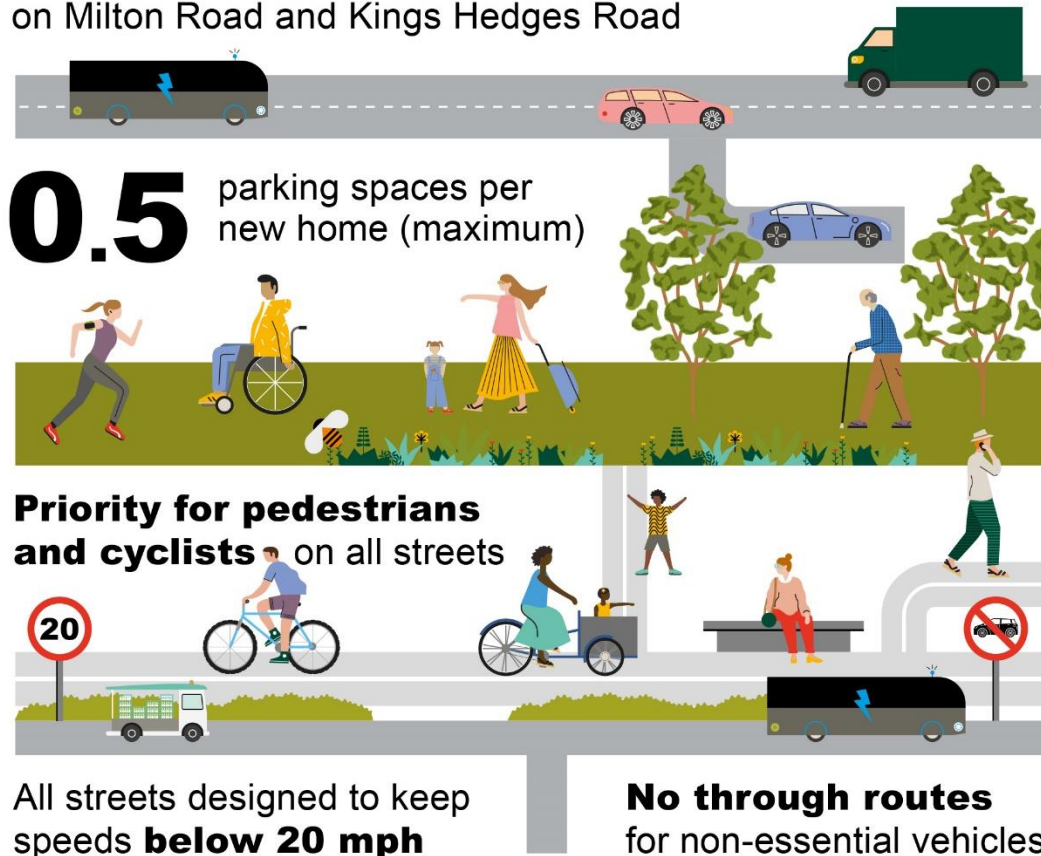 on Milton Road and Kings Hedges Road
0.5
parking spaces per
new home (maximum)
Priority for pedestrians
and cyclists on all streets
20
All streets designed to keep
speeds below 20 mph
No through routes
for non-essential vehicles